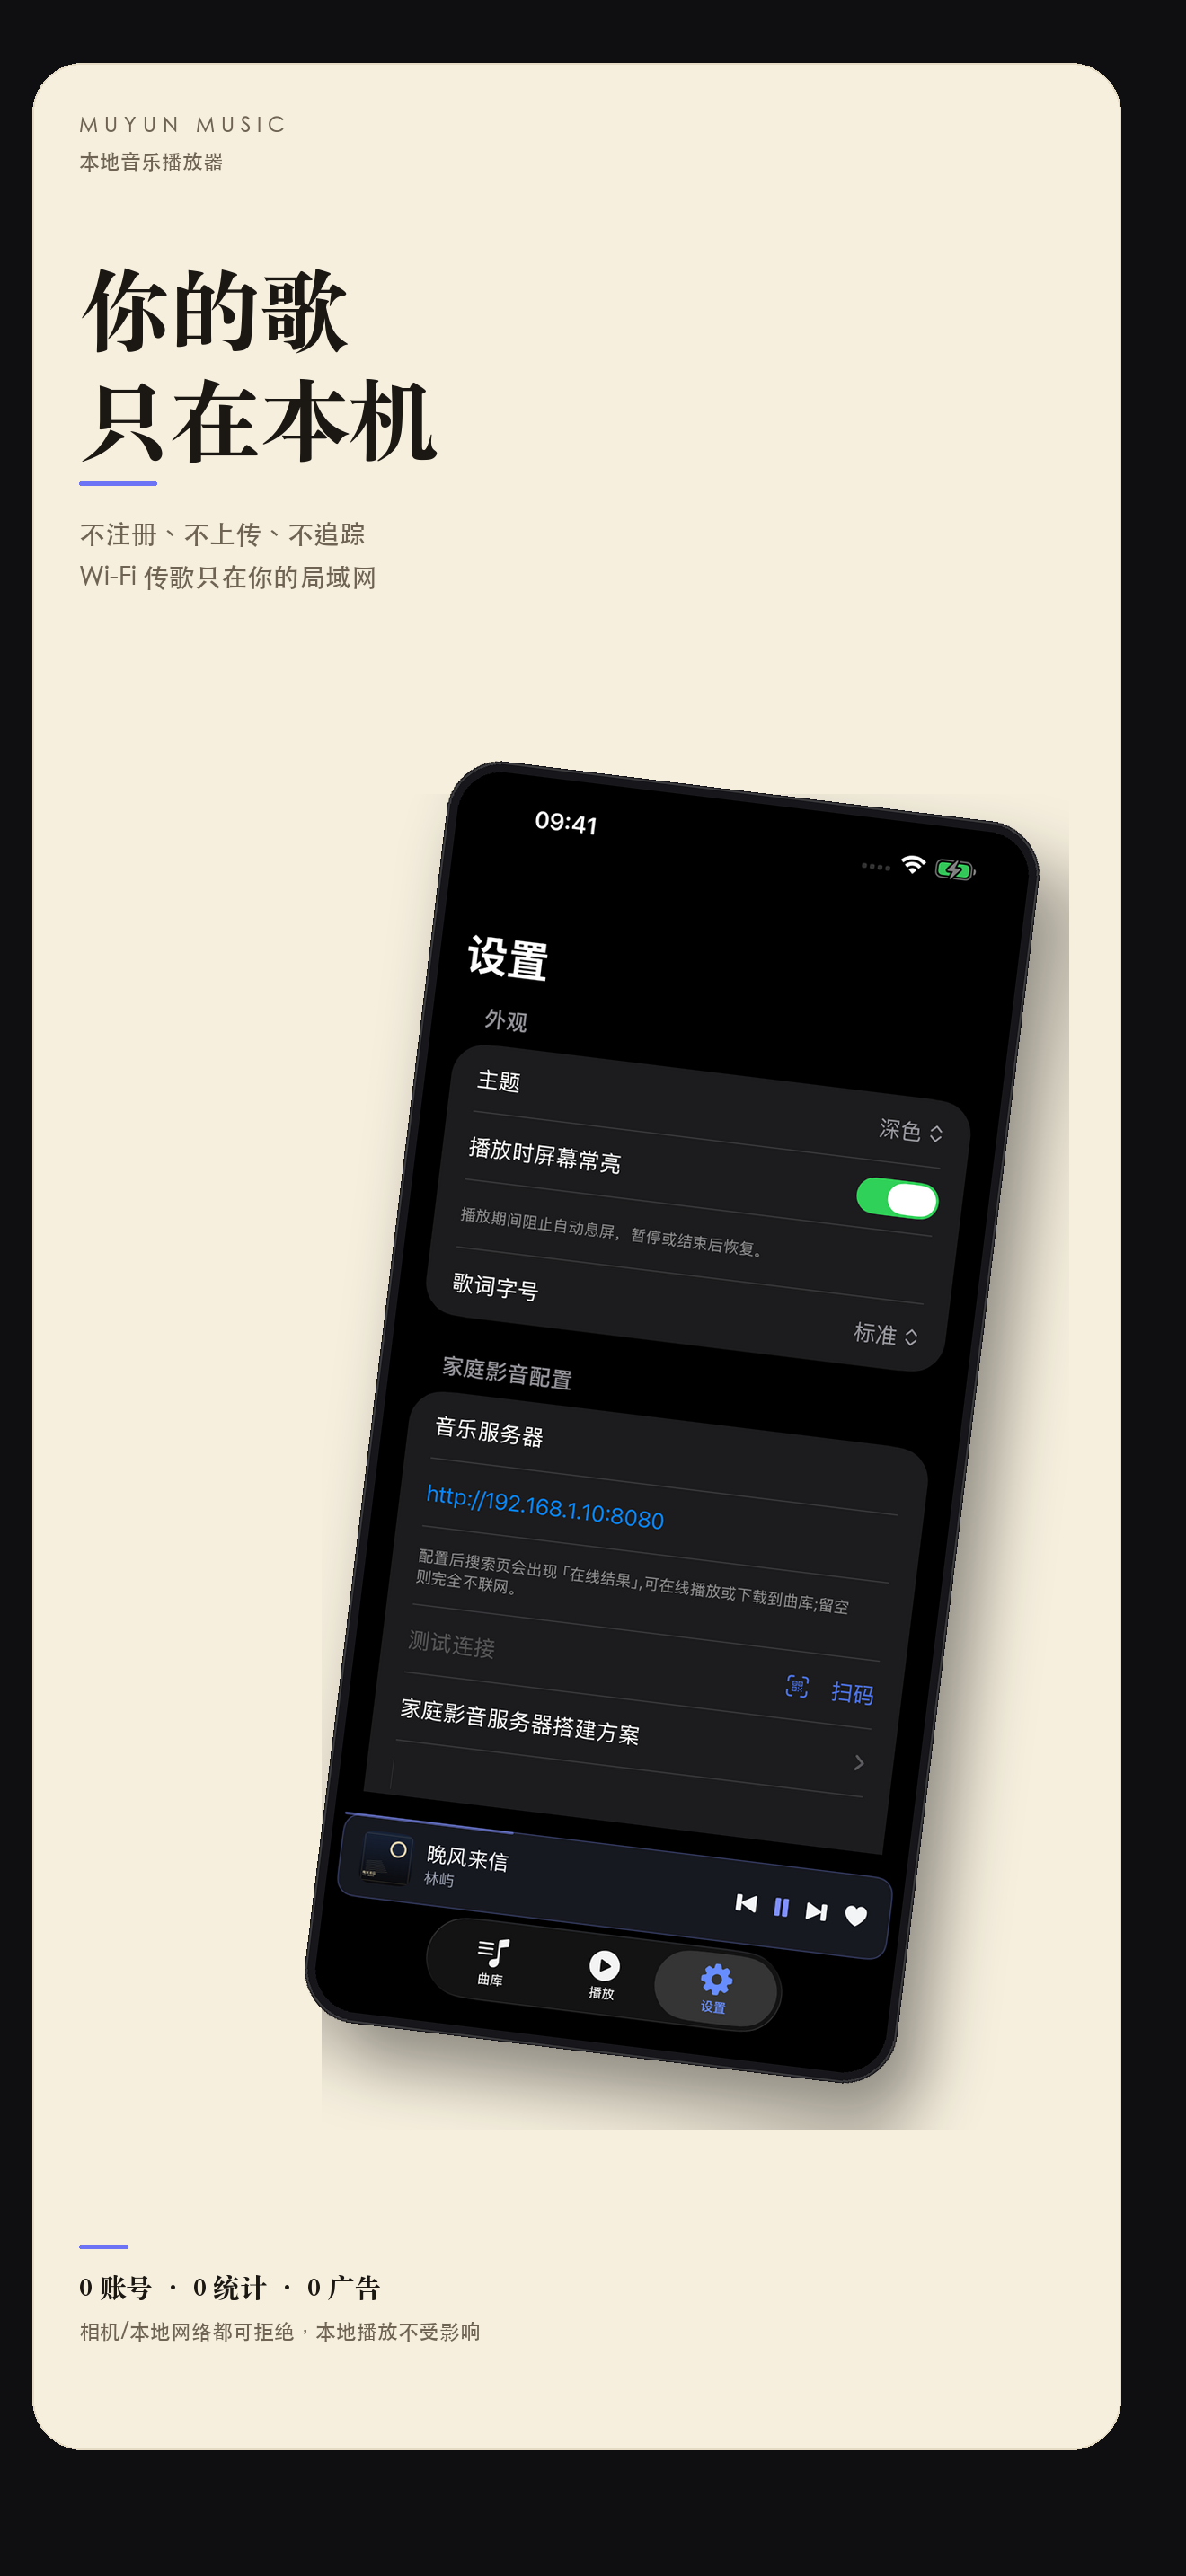 MUYUN MUSIC
本地音乐播放器
你的歌
只在本机
不注册、不上传、不追踪
Wi-Fi 传歌只在你的局域网
09:41
设置
外观
主题
深色
播放时屏幕常亮
播放期间阻止自动息屏，暂停或结束后恢复。
歌词字号
标准
家庭影音配置
音乐服务器
http://192.168.1.10:8080
配置后搜索页会出现「在线结果」,可在线播放或下载到曲库;留空
则完全不联网。
测试连接
扫码
家庭影音服务器搭建方案
晚风来信
林屿
曲库
播放
设置
0 账号 · 0 统计 · 0 广告
相机/本地网络都可拒绝，本地播放不受影响